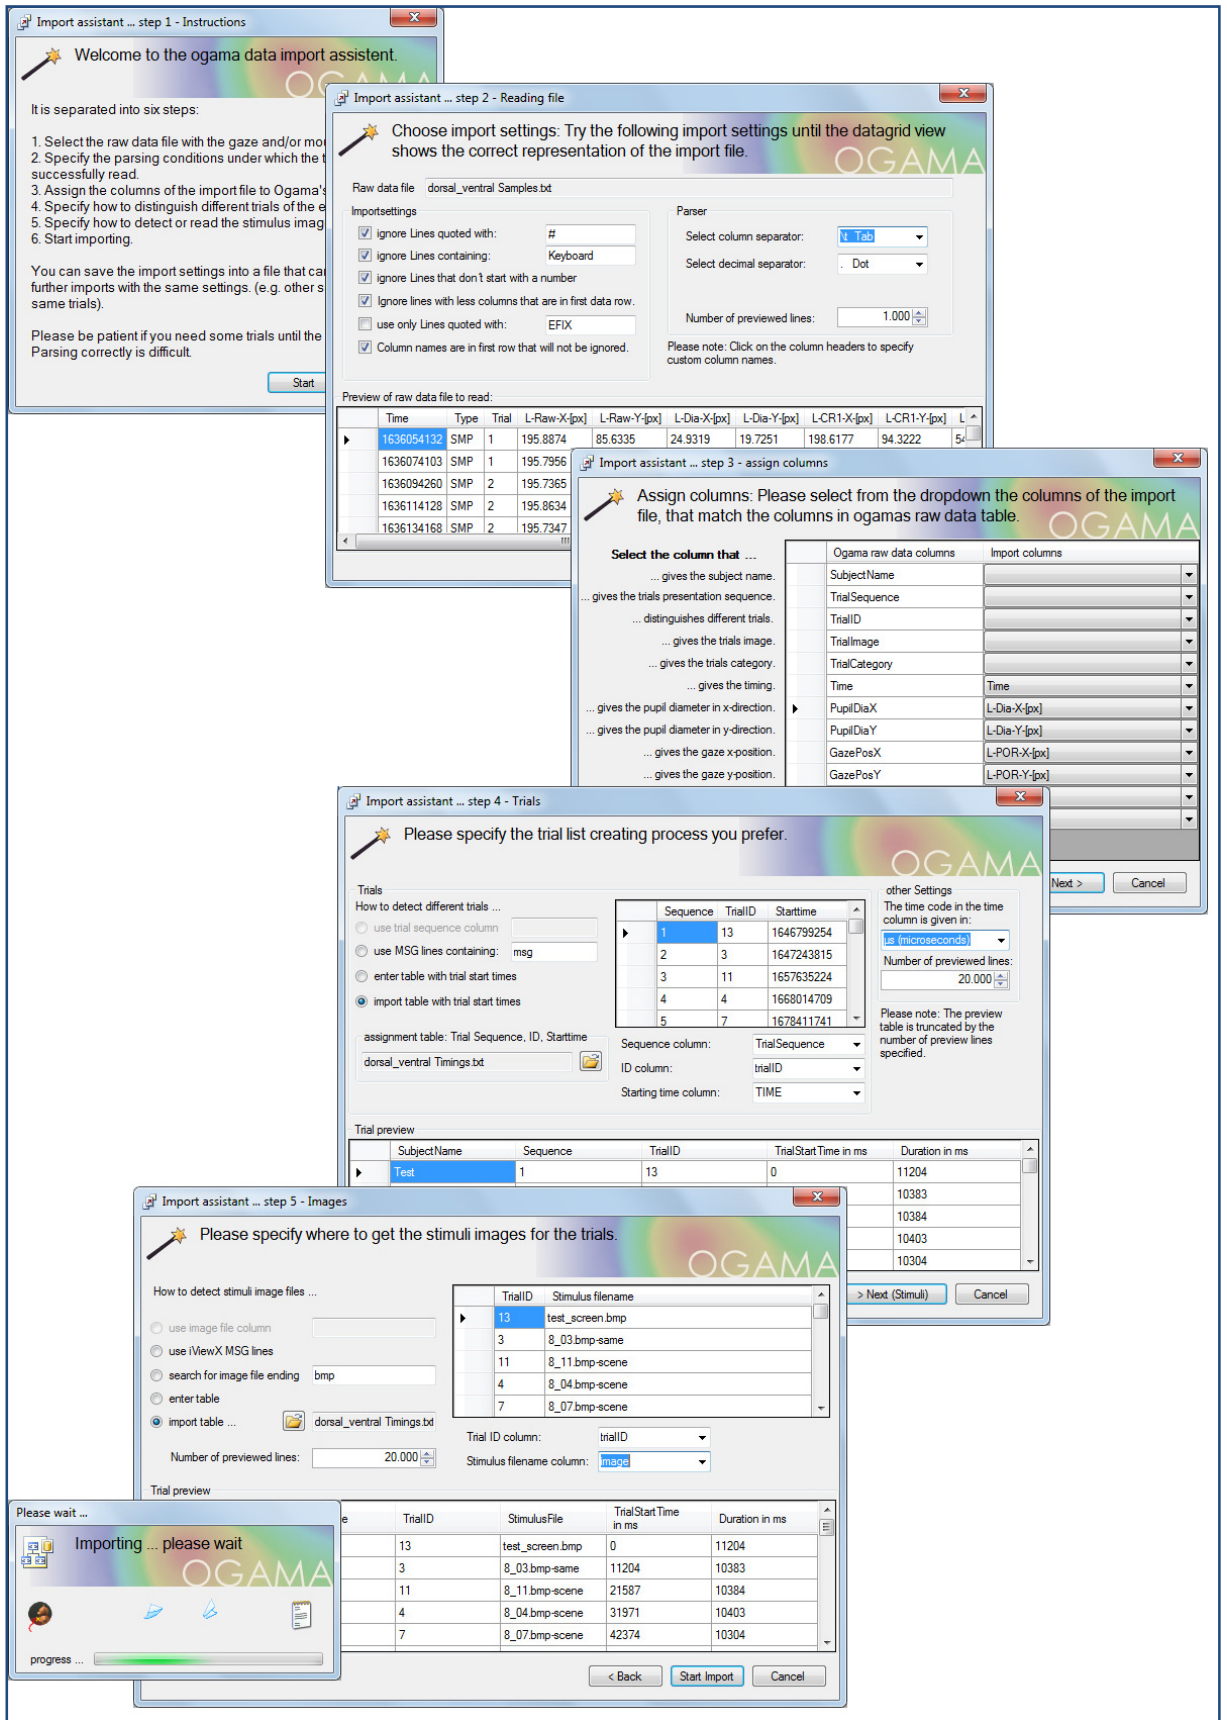 Import assistant ... step 1 - Instructions
Welcome to the ogama data import assistent.
OGAMA
It is separated into six steps:
1. Select the raw data file with the gaze and/or mou
2. Specify the parsing conditions under which the t
successfully read.
3. Assign the columns of the import file to Ogama's
4. Specify how to distinguish different trials of the e
5. Specify how to detect or read the stimulus imag
6. Start importing.
You can save the import settings into a file that ca
further imports with the same settings. (e.g. other s
same trials).
Please be patient if you need some trials until the
Parsing correctly is difficult.
Start
Import assistant ... step 2 - Reading file
Choose import settings: Try the following import settings until the datagrid view
shows the correct representation of the import file.
OGAMA
Raw data file dorsal_ventral Samples.txt
Importsettings
ignore Lines quoted with: #
ignore Lines containing: Keyboard
ignore Lines that don't start with a number
Ignore lines with less columns that are in first data row.
use only Lines quoted with: EFIX
Column names are in first row that will not be ignored.
Parser
Select column separator: \t Tab
Select decimal separator: . Dot
Number of previewed lines: 1.000
Please note: Click on the column headers to specify
custom column names.
Preview of raw data file to read:
Time Type Trial L-Raw-X-[px] L-Raw-Y-[px] L-Dia-X-[px] L-Dia-Y-[px] L-CR1-X-[px] L-CR1-Y-[px] L
1636054132 SMP 1 195.8874 85.6335 24.9319 19.7251 198.6177 94.3222 54
1636074103 SMP 1 195.7956
1636094260 SMP 2 195.7365
1636114128 SMP 2 195.8634
1636134168 SMP 2 195.7347
Import assistant ... step 3 - assign columns
Assign columns: Please select from the dropdown the columns of the import
file, that match the columns in ogamas raw data table.
OGAMA
Select the column that ... Ogama raw data columns Import columns
... gives the subject name. SubjectName
... gives the trials presentation sequence. TrialSequence
... distinguishes different trials. TrialID
... gives the trials image. TrialImage
... gives the trials category. TrialCategory
... gives the timing. Time Time
... gives the pupil diameter in x-direction. PupilDiaX L-Dia-X-[px]
... gives the pupil diameter in y-direction. PupilDiaY L-Dia-Y-[px]
... gives the gaze x-position. GazePosX L-POR-X-[px]
... gives the gaze y-position. GazePosY L-POR-Y-[px]
Next > Cancel
Import assistant ... step 4 - Trials
Please specify the trial list creating process you prefer.
OGAMA
Trials
How to detect different trials ...
use trial sequence column
use MSG lines containing: msg
enter table with trial start times
import table with trial start times
assignment table: Trial Sequence, ID, Starttime
dorsal_ventral Timings.txt
Sequence TrialID Starttime
1 13 1646799254
2 3 1647243815
3 11 1657635224
4 4 1668014709
5 7 1678411741
Sequence column: TrialSequence
ID column: trialID
Starting time column: TIME
other Settings
The time code in the time
column is given in:
µs (microseconds)
Number of previewed lines:
20.000
Please note: The preview
table is truncated by the
number of preview lines
specified.
Trial preview
SubjectName Sequence TrialID TrialStartTime in ms Duration in ms
Test 1 13 0 11204
10383
10384
10403
10304
> Next (Stimuli) Cancel
Import assistant ... step 5 - Images
Please specify where to get the stimuli images for the trials.
OGAMA
How to detect stimuli image files ...
use image file column
use iViewX MSG lines
search for image file ending bmp
enter table
import table ... dorsal_ventral Timings.txt
Number of previewed lines: 20.000
TrialID Stimulus filename
13 test_screen.bmp
3 8_03.bmp-same
11 8_11.bmp-scene
4 8_04.bmp-scene
7 8_07.bmp-scene
Trial ID column: trialID
Stimulus filename column: image
Trial preview
e TrialID StimulusFile TrialStartTime in ms Duration in ms
13 test_screen.bmp 0 11204
3 8_03.bmp-same 11204 10383
11 8_11.bmp-scene 21587 10384
4 8_04.bmp-scene 31971 10403
7 8_07.bmp-scene 42374 10304
< Back Start Import Cancel
Please wait ...
Importing ... please wait
OGAMA
progress ...